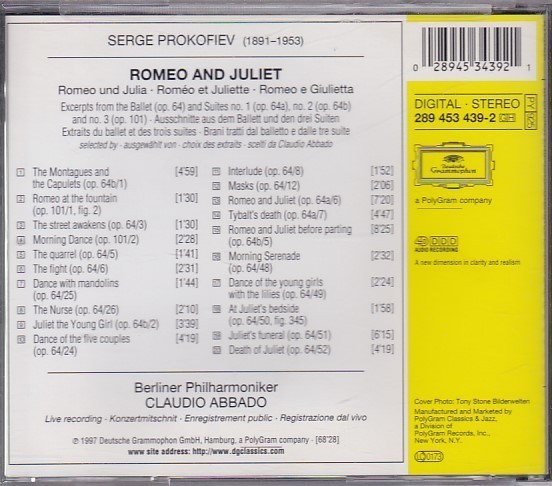 SERGE PROKOFIEV (1891–1953)
ROMEO AND JULIET
Romeo und Julia · Roméo et Juliette · Romeo e Giulietta
Excerpts from the Ballet (op. 64) and Suites no. 1 (op. 64a), no. 2 (op. 64b)
and no. 3 (op. 101) · Ausschnitte aus dem Ballett und den drei Suiten
Extraits du ballet et des trois suites · Brani tratti dal balletto e dalle tre suite
selected by · ausgewählt von · choix des extraits · scelti da Claudio Abbado
1 The Montagues and
the Capulets (op. 64b/1) [4'59]
2 Romeo at the fountain
(op. 101/1, fig. 2) [1'30]
3 The street awakens (op. 64/3) [1'30]
4 Morning Dance (op. 101/2) [2'28]
5 The quarrel (op. 64/5) [1'41]
6 The fight (op. 64/6) [2'31]
7 Dance with mandolins
(op. 64/25) [1'44]
8 The Nurse (op. 64/26) [2'10]
9 Juliet the Young Girl (op. 64b/2) [3'39]
10 Dance of the five couples
(op. 64/24) [4'19]
11 Interlude (op. 64/8) [1'52]
12 Masks (op. 64/12) [2'06]
13 Romeo and Juliet (op. 64a/6) [7'20]
14 Tybalt's death (op. 64a/7) [4'47]
15 Romeo and Juliet before parting [8'25]
(op. 64b/5)
16 Morning Serenade [2'32]
(op. 64/48)
17 Dance of the young girls [2'24]
with the lilies (op. 64/49)
18 At Juliet's bedside [1'58]
(op. 64/50, fig. 345)
19 Juliet's funeral (op. 64/51) [6'15]
20 Death of Juliet (op. 64/52) [4'19]
Berliner Philharmoniker
CLAUDIO ABBADO
Live recording · Konzertmitschnitt · Enregistrement public · Registrazione dal vivo
℗ 1997 Deutsche Grammophon GmbH, Hamburg, a PolyGram company · [68'28]
www site address: http://www.dgclassics.com
0 28945 34392 1
DIGITAL · STEREO
289 453 439-2 GH
Deutsche
Grammophon
a PolyGram company
4D DDD
AUDIO RECORDING
A new dimension in clarity and realism
Cover Photo: Tony Stone Bilderwelten
Manufactured and Marketed by
PolyGram Classics & Jazz,
a Division of
PolyGram Records, Inc.,
New York, N.Y.
LC 0173